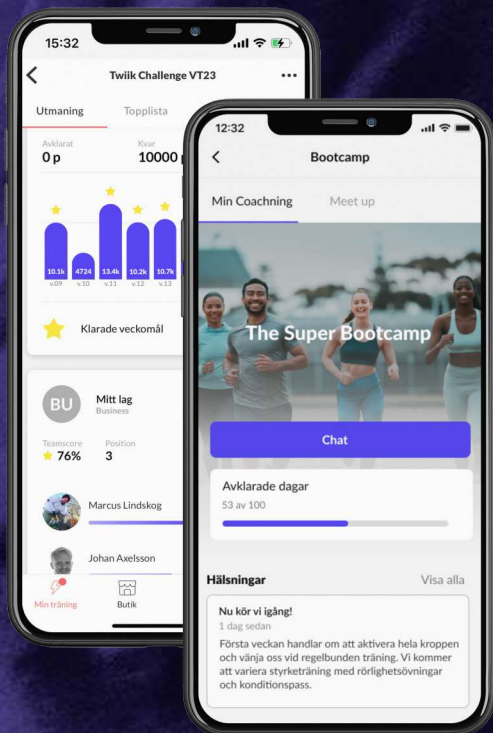 15:32
Twiik Challenge VT23
Utmaning
Topplista
Avklarat
Kvar
0 p
10000 p
10.1k
4724
13.4k
10.2k
10.7k
v.09
v.10
v.11
v.12
v.13
Klarade veckomål
BU
Mitt lag
Business
Teamscore
Position
76%
3
Marcus Lindskog
Johan Axelsson
Min träning
Butik
12:32
Bootcamp
Min Coachning
Meet up
The Super Bootcamp
Chat
Avklarade dagar
53 av 100
Hälsningar
Visa alla
Nu kör vi igång!
1 dag sedan
Första veckan handlar om att aktivera hela kroppen
och vänja oss vid regelbunden träning. Vi kommer
att variera styrketräning med rörlighetsövningar
och konditionspass.